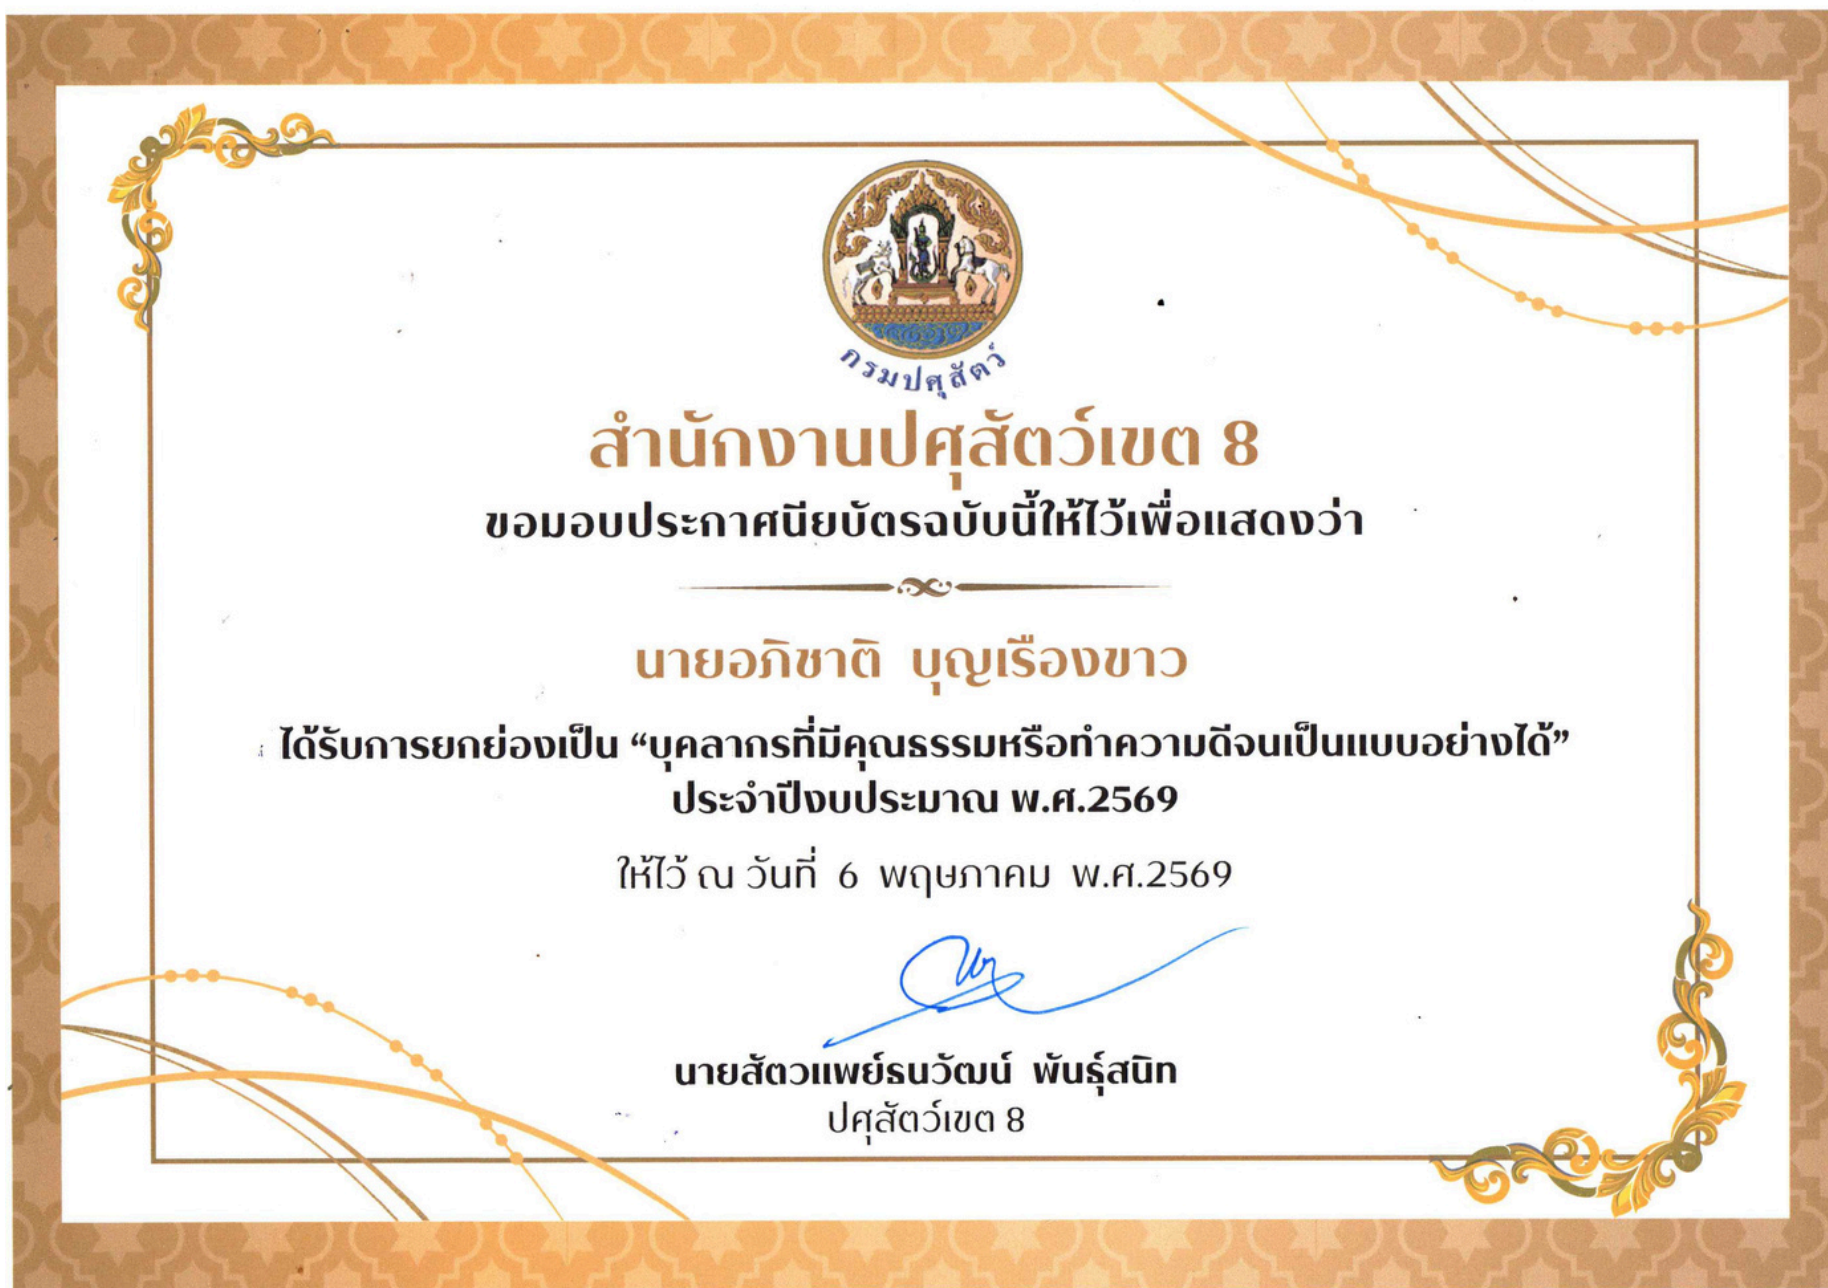 กรมปศุสัตว์
สำนักงานปศุสัตว์เขต 8
ขอมอบประกาศนียบัตรฉบับนี้ให้ไว้เพื่อแสดงว่า
นายอภิชาติ บุญเรืองขาว
ได้รับการยกย่องเป็น “บุคลากรที่มีคุณธรรมหรือทำความดีจนเป็นแบบอย่างได้”
ประจำปีงบประมาณ พ.ศ.2569
ให้ไว้ ณ วันที่ 6 พฤษภาคม พ.ศ.2569
นายสัตวแพย์ธนวัฒน์ พันธุ์สนิท
ปศุสัตว์เขต 8